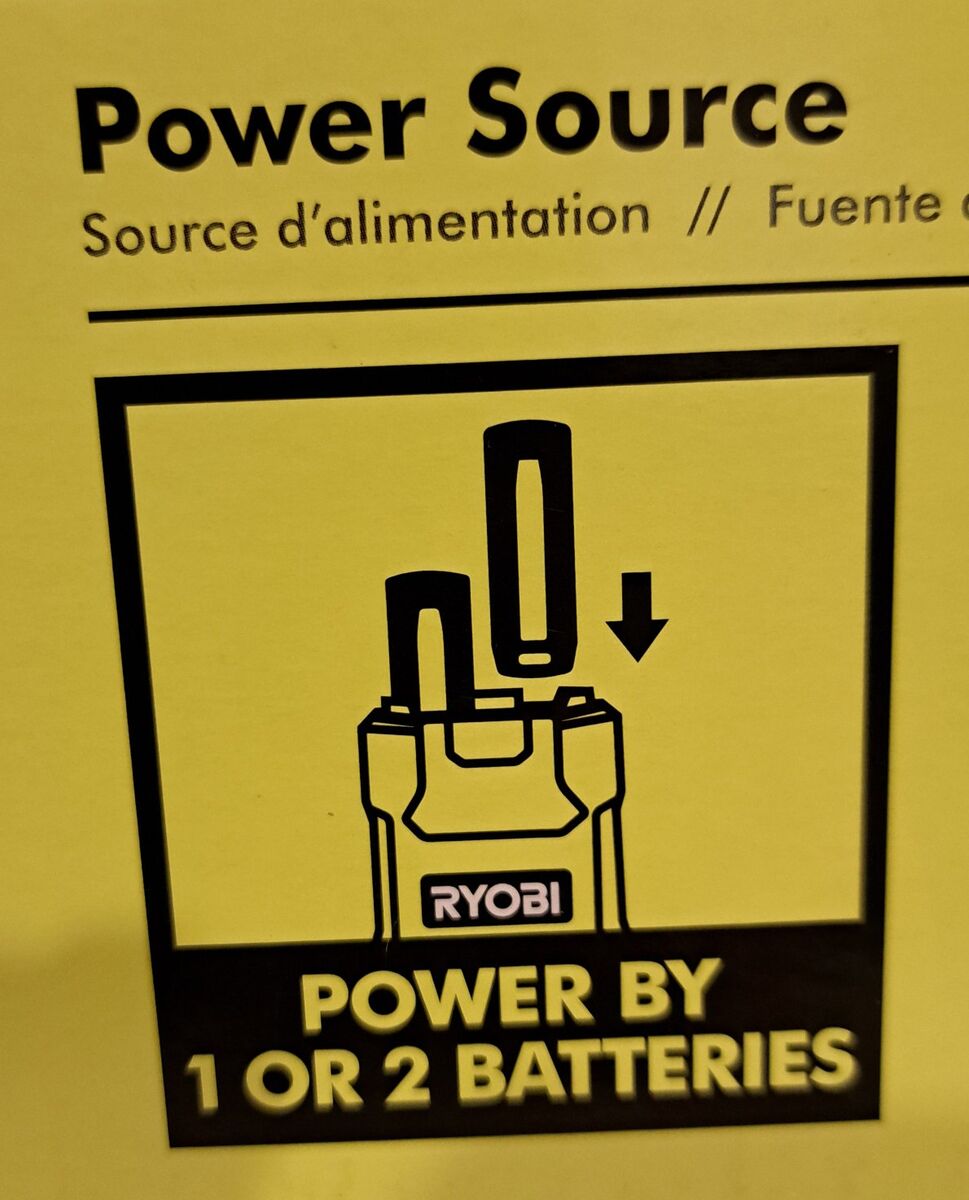 Power Source
Source d'alimentation // Fuente
RYOBI
POWER BY
1 OR 2 BATTERIES